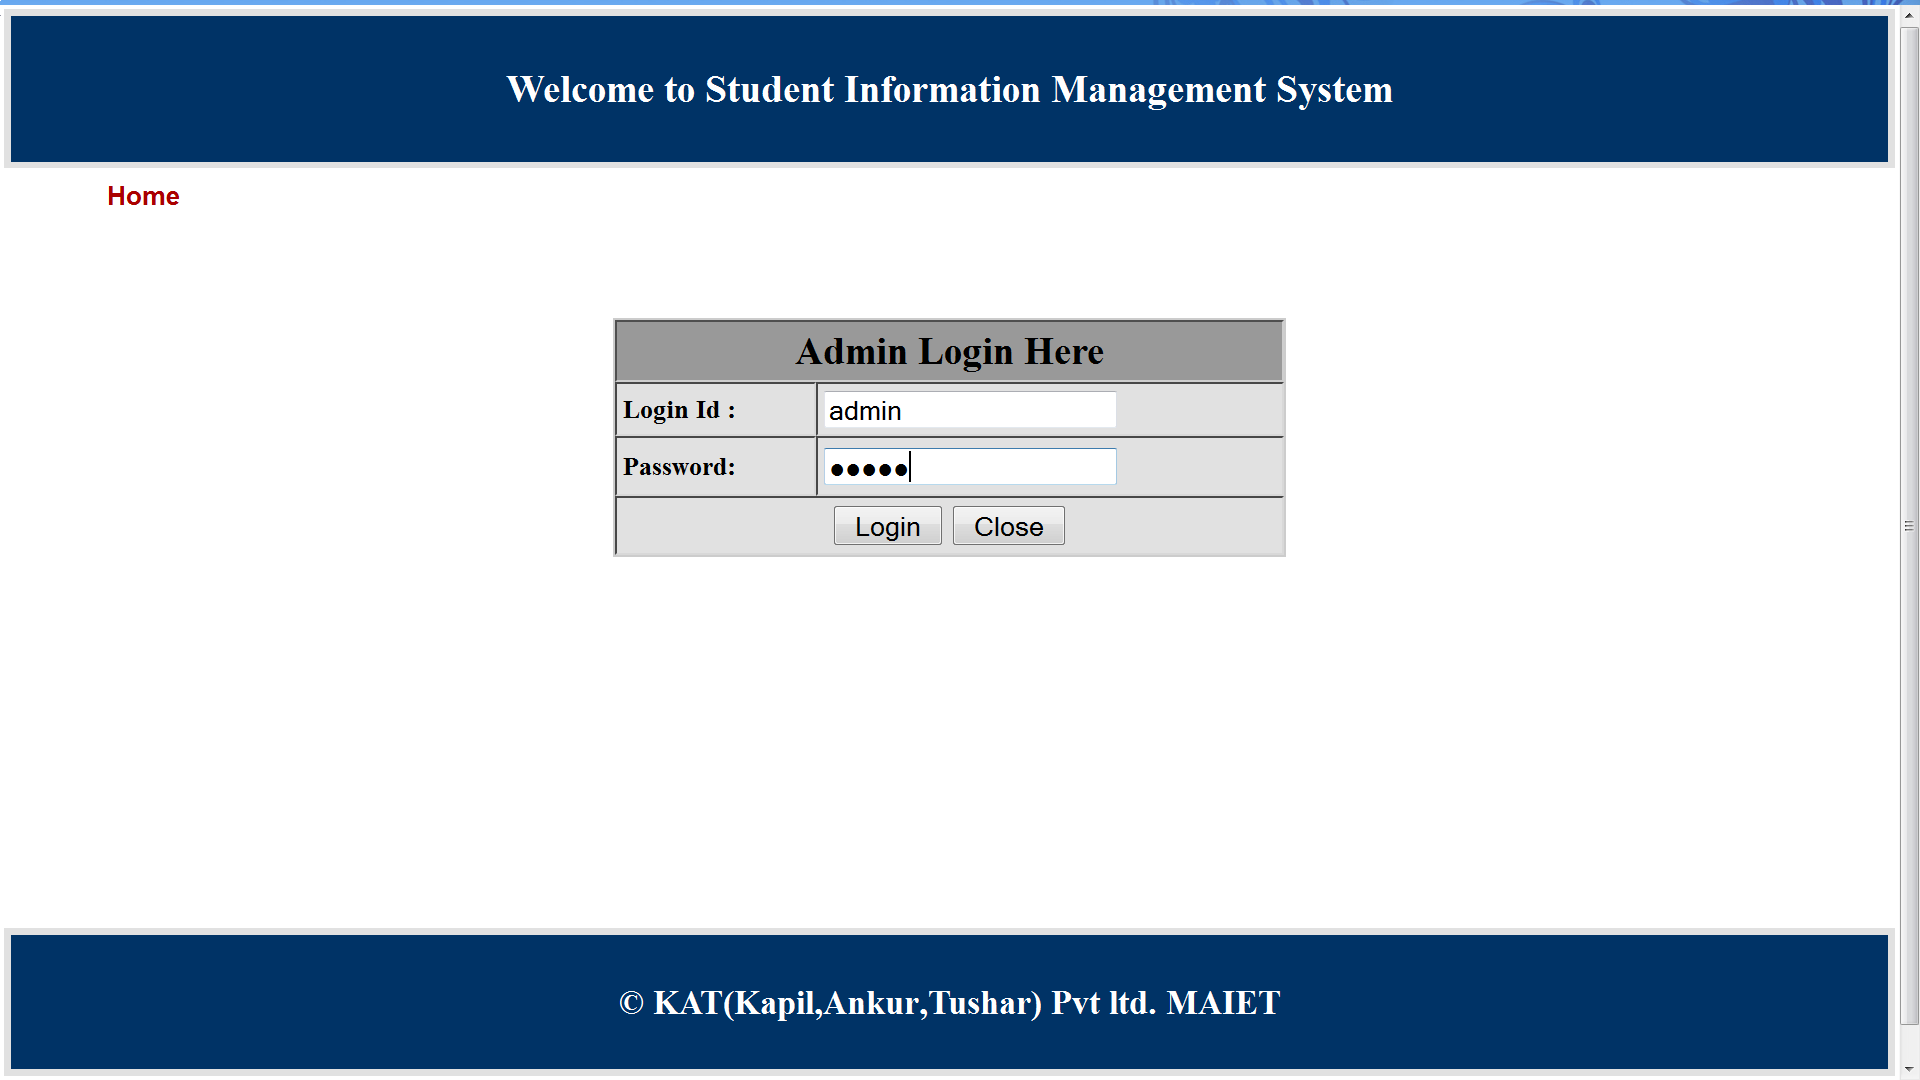 Welcome to Student Information Management System
Home
Admin Login Here
Login Id : admin
Password: ●●●●●
Login Close
© KAT(Kapil,Ankur,Tushar) Pvt ltd. MAIET